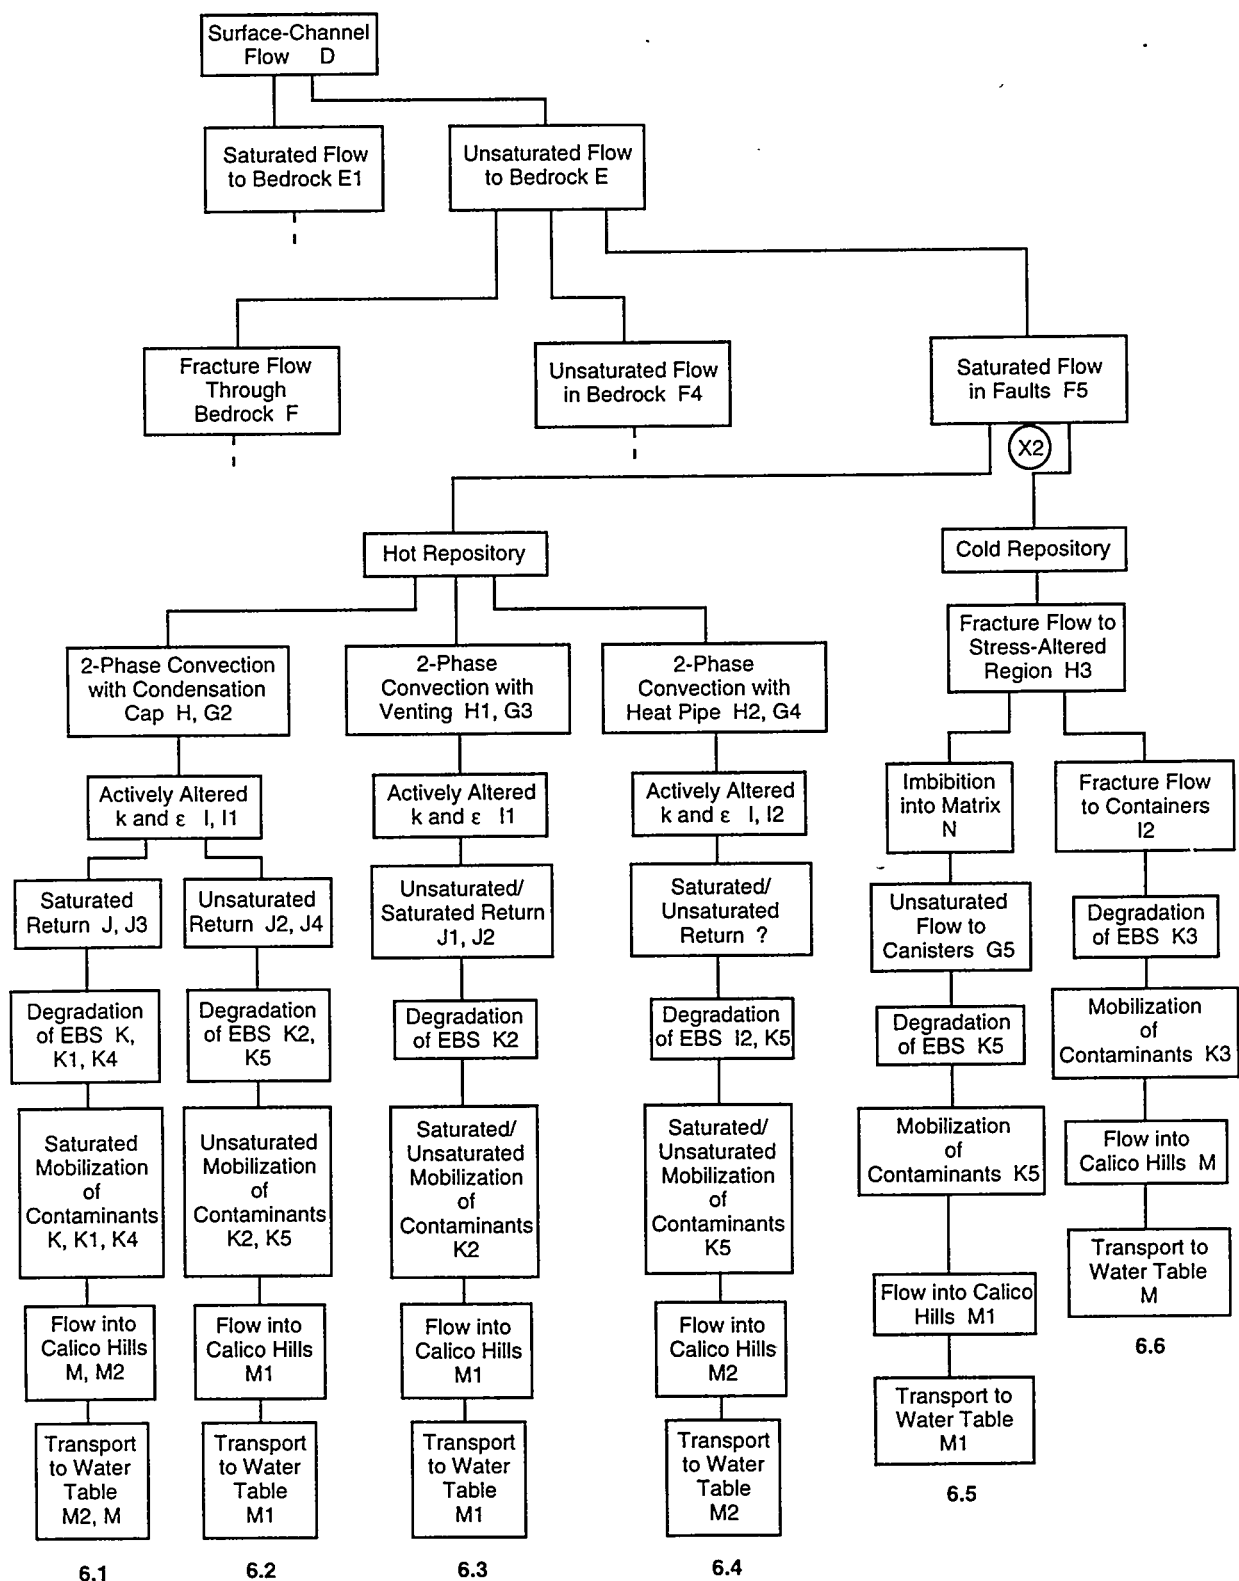 Surface-Channel
Flow D
Saturated Flow
to Bedrock E1
Unsaturated Flow
to Bedrock E
Fracture Flow
Through
Bedrock F
Unsaturated Flow
in Bedrock F4
Saturated Flow
in Faults F5
X2
Hot Repository
Cold Repository
2-Phase Convection
with Condensation
Cap H, G2
2-Phase
Convection with
Venting H1, G3
2-Phase
Convection with
Heat Pipe H2, G4
Fracture Flow to
Stress-Altered
Region H3
Actively Altered
k and ε I, I1
Actively Altered
k and ε I1
Actively Altered
k and ε I, I2
Imbibition
into Matrix
N
Fracture Flow
to Containers
I2
Saturated
Return J, J3
Unsaturated
Return J2, J4
Unsaturated/
Saturated Return
J1, J2
Saturated/
Unsaturated
Return ?
Unsaturated
Flow to
Canisters G5
Degradation
of EBS K3
Degradation
of EBS K,
K1, K4
Degradation
of EBS K2,
K5
Degradation
of EBS K2
Degradation
of EBS I2, K5
Degradation
of EBS K5
Mobilization
of
Contaminants K3
Saturated
Mobilization
of
Contaminants
K, K1, K4
Unsaturated
Mobilization
of
Contaminants
K2, K5
Saturated/
Unsaturated
Mobilization
of
Contaminants
K2
Saturated/
Unsaturated
Mobilization
of
Contaminants
K5
Mobilization
of
Contaminants K5
Flow into
Calico Hills M
Flow into
Calico Hills
M, M2
Flow into
Calico Hills
M1
Flow into
Calico Hills
M1
Flow into
Calico Hills
M2
Flow into Calico
Hills M1
Transport to
Water Table
M
6.6
Transport
to Water
Table
M2, M
Transport
to Water
Table
M1
Transport
to Water
Table
M1
Transport
to Water
Table
M2
Transport to
Water Table
M1
6.5
6.1
6.2
6.3
6.4